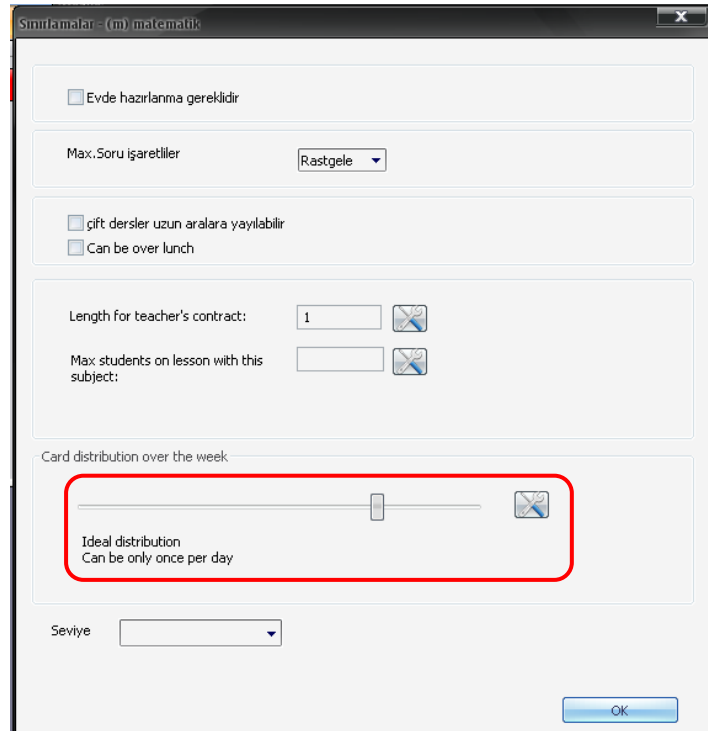 Sınırlamalar - (m) matematik
x
Evde hazırlanma gereklidir
Max.Soru işaretliler
Rastgele
çift dersler uzun aralara yayılabilir
Can be over lunch
Length for teacher's contract:
1
Max students on lesson with this
subject:
Card distribution over the week
Ideal distribution
Can be only once per day
Seviye
OK